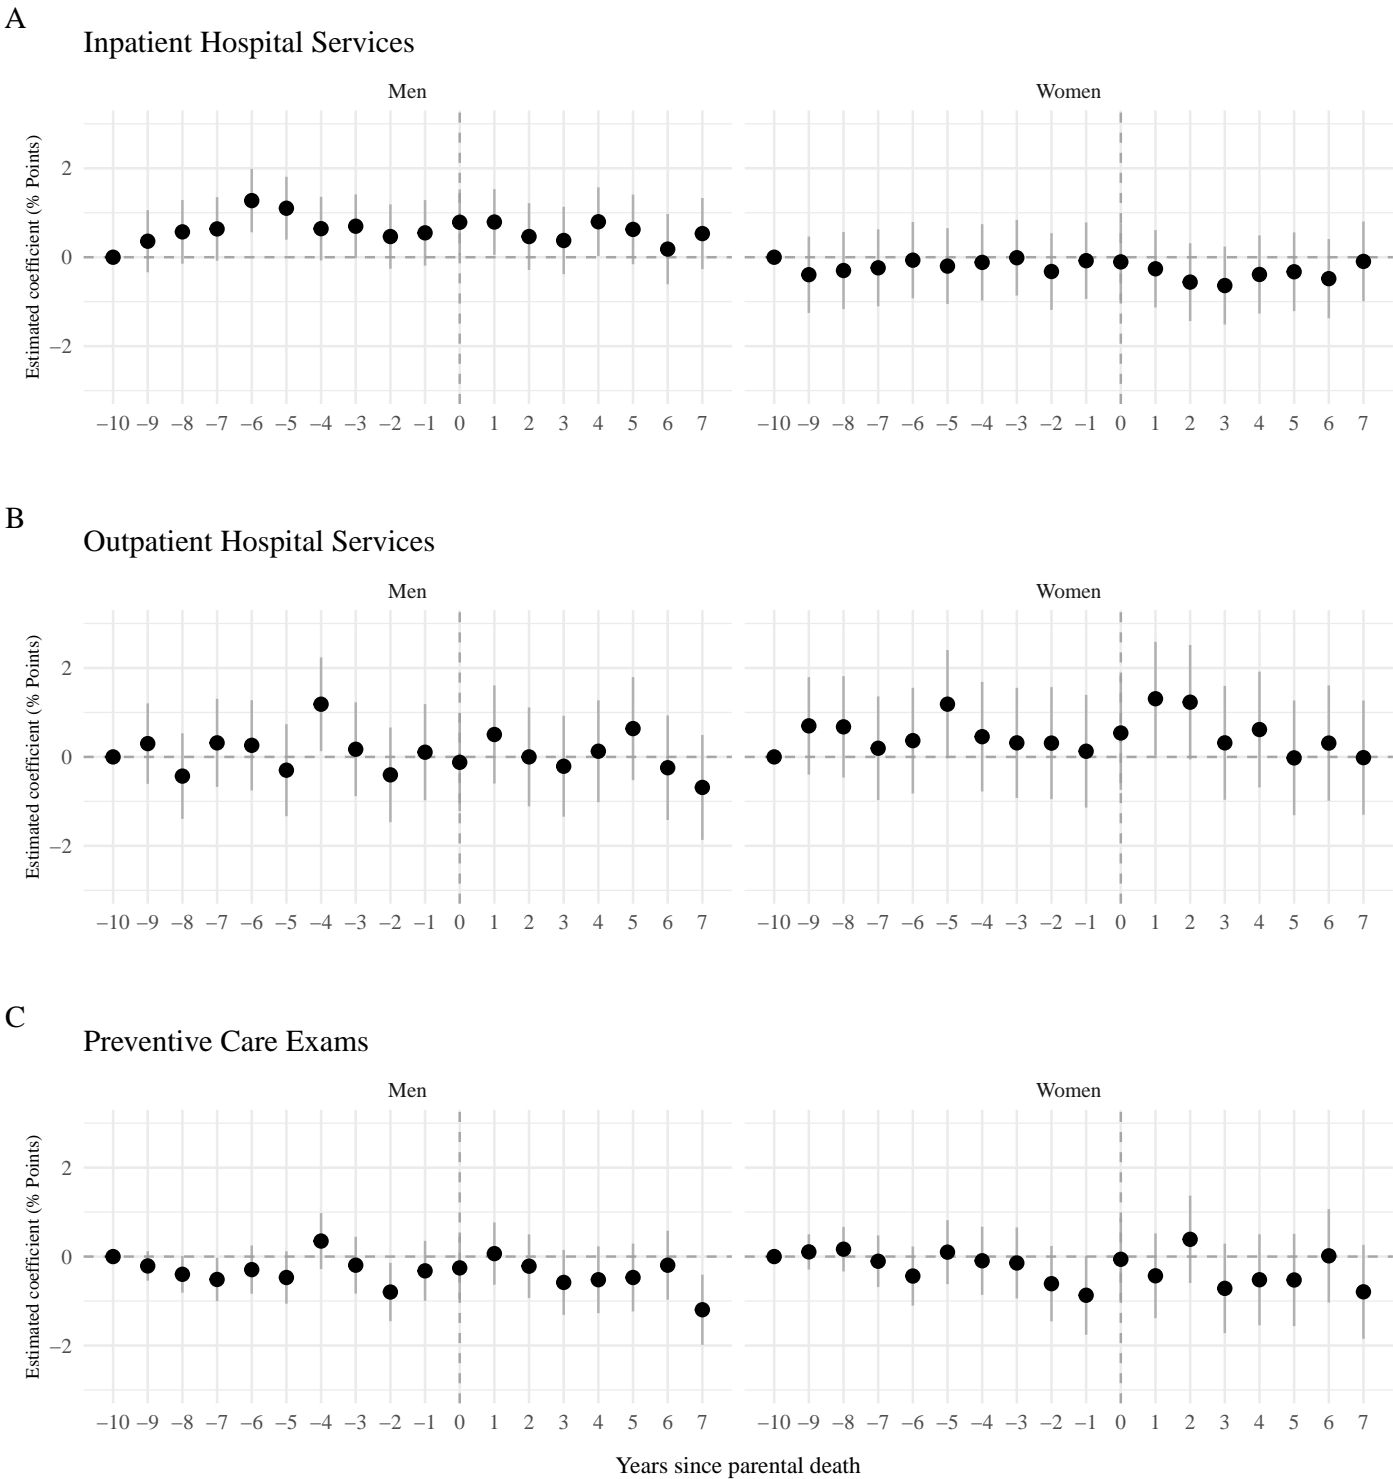 A
Inpatient Hospital Services
Men
Women
Estimated coefficient (% Points)
2
0
−2
−10 −9 −8 −7 −6 −5 −4 −3 −2 −1 0 1 2 3 4 5 6 7
−10 −9 −8 −7 −6 −5 −4 −3 −2 −1 0 1 2 3 4 5 6 7
B
Outpatient Hospital Services
Men
Women
Estimated coefficient (% Points)
2
0
−2
−10 −9 −8 −7 −6 −5 −4 −3 −2 −1 0 1 2 3 4 5 6 7
−10 −9 −8 −7 −6 −5 −4 −3 −2 −1 0 1 2 3 4 5 6 7
C
Preventive Care Exams
Men
Women
Estimated coefficient (% Points)
2
0
−2
−10 −9 −8 −7 −6 −5 −4 −3 −2 −1 0 1 2 3 4 5 6 7
−10 −9 −8 −7 −6 −5 −4 −3 −2 −1 0 1 2 3 4 5 6 7
Years since parental death